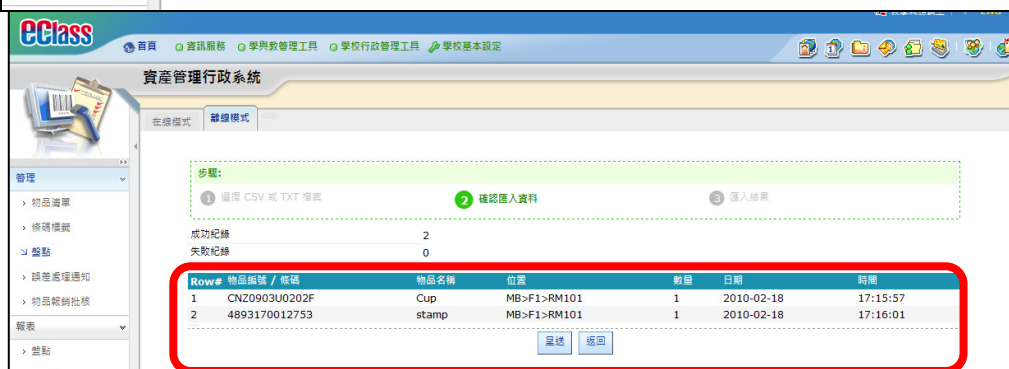 eClass
首頁 資訊服務 學與教管理工具 學校行政管理工具 學校基本設定
資產管理行政系統
在線模式 離線模式
管理
物品清單
條碼標籤
盤點
誤差處理通知
物品報銷批核
報表
盤點
步驟:
1 選擇 CSV 或 TXT 檔案 2 確認匯入資料 3 匯入結果
成功紀錄 2
失敗紀錄 0
Row# 物品編號 / 條碼 物品名稱 位置 數量 日期 時間
1 CNZ0903U0202F Cup MB>F1>RM101 1 2010-02-18 17:15:57
2 4893170012753 stamp MB>F1>RM101 1 2010-02-18 17:16:01
呈送 返回